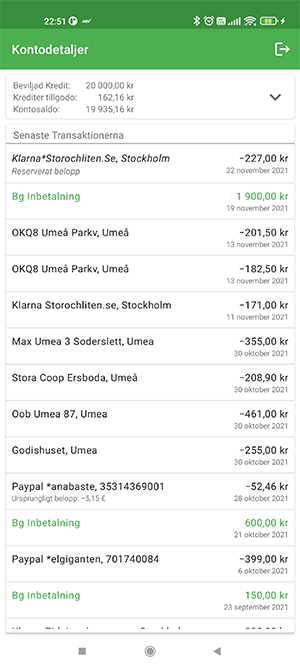 22:51
Kontodetaljer
Beviljad Kredit: 20 000,00 kr
Krediter tillgodo: 162,16 kr
Kontosaldo: 19 935,16 kr
Senaste Transaktionerna
Klarna*Storochliten.Se, Stockholm −227,00 kr
Reserverat belopp 22 november 2021
Bg Inbetalning 1 900,00 kr
19 november 2021
OKQ8 Umeå Parkv, Umeå −201,50 kr
13 november 2021
OKQ8 Umeå Parkv, Umeå −182,50 kr
13 november 2021
Klarna Storochliten.se, Stockholm −171,00 kr
11 november 2021
Max Umea 3 Soderslett, Umea −355,00 kr
30 oktober 2021
Stora Coop Ersboda, Umeå −208,90 kr
30 oktober 2021
Oob Umea 87, Umea −461,00 kr
30 oktober 2021
Godishuset, Umea −255,00 kr
30 oktober 2021
Paypal *anabaste, 35314369001 −52,46 kr
Ursprungligt belopp: −5,15 € 28 oktober 2021
Bg Inbetalning 600,00 kr
21 oktober 2021
Paypal *elgiganten, 701740084 −399,00 kr
6 oktober 2021
Bg Inbetalning 150,00 kr
23 september 2021